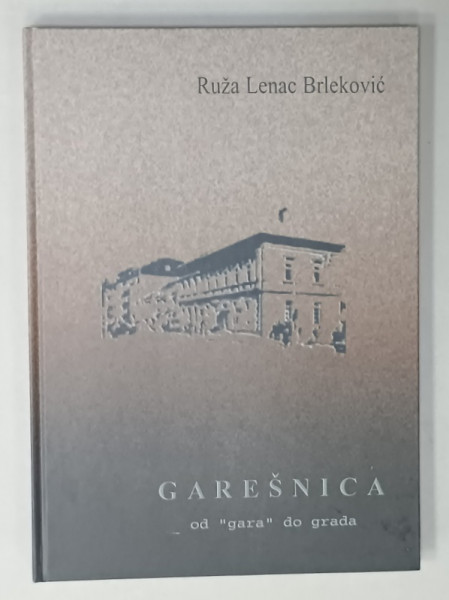 Ruža Lenac Brleković
GAREŠNICA
od "gara" do grada